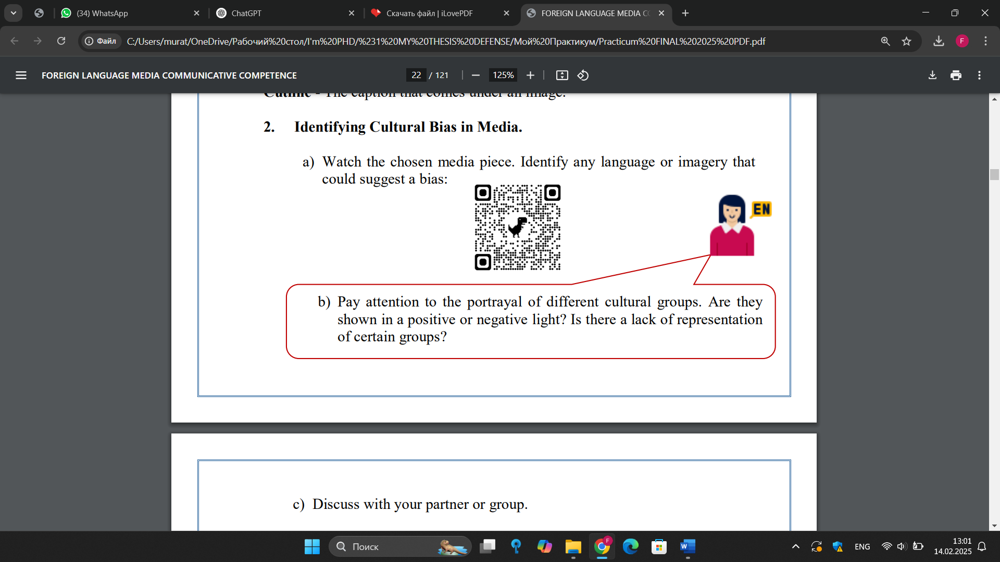 (34) WhatsApp
ChatGPT
Скачать файл | iLovePDF
FOREIGN LANGUAGE MEDIA CO
Файл
C:/Users/murat/OneDrive/Рабочий%20стол/I'm%20PHD/%231%20MY%20THESIS%20DEFENSE/Мой%20Практикум/Practicum%20FINAL%202025%20PDF.pdf
F
FOREIGN LANGUAGE MEDIA COMMUNICATIVE COMPETENCE
22 / 121
125%
Cutline - The caption that comes under an image.
2. Identifying Cultural Bias in Media.
a) Watch the chosen media piece. Identify any language or imagery that
could suggest a bias:
EN
b) Pay attention to the portrayal of different cultural groups. Are they
shown in a positive or negative light? Is there a lack of representation
of certain groups?
c) Discuss with your partner or group.
Поиск
F
W
ENG
13:01
14.02.2025